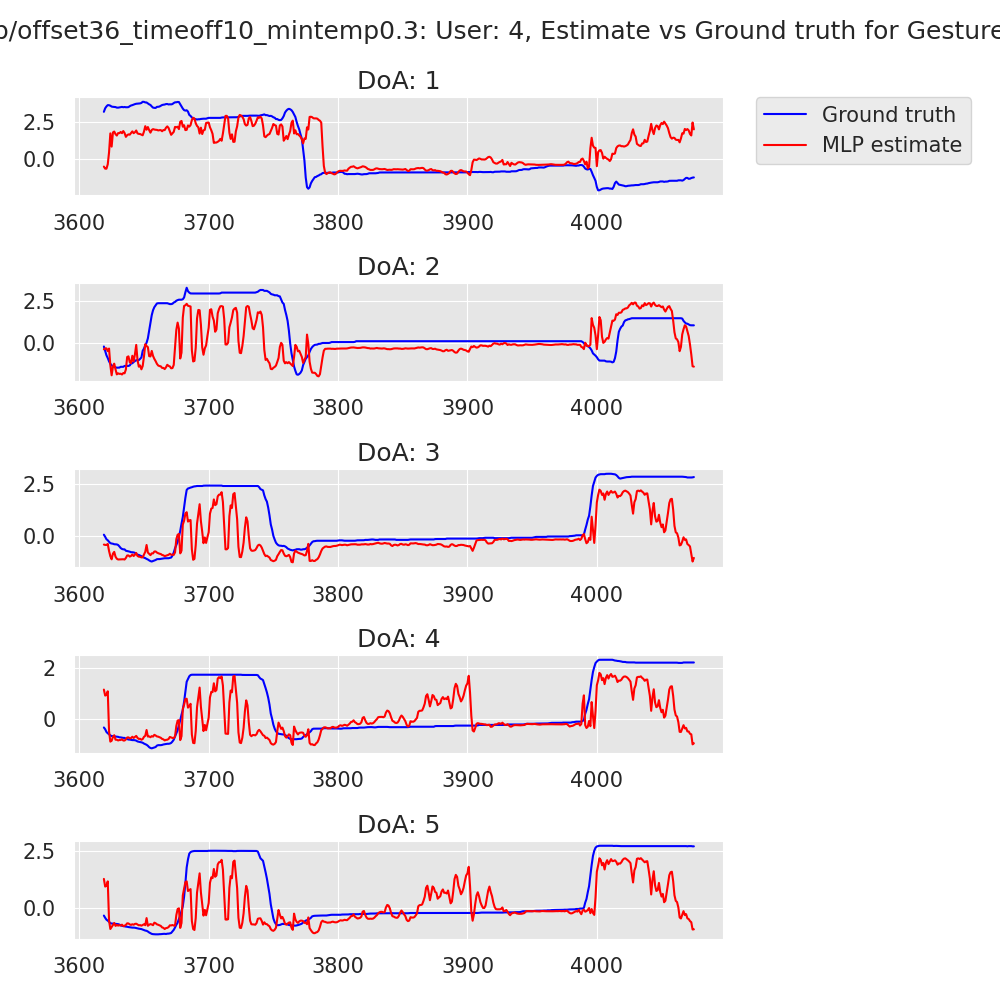 o/offset36_timeoff10_mintemp0.3: User: 4, Estimate vs Ground truth for Gesture
DoA: 1
Ground truth
MLP estimate
2.5
0.0
3600 3700 3800 3900 4000
DoA: 2
2.5
0.0
3600 3700 3800 3900 4000
DoA: 3
2.5
0.0
3600 3700 3800 3900 4000
DoA: 4
2
0
3600 3700 3800 3900 4000
DoA: 5
2.5
0.0
3600 3700 3800 3900 4000